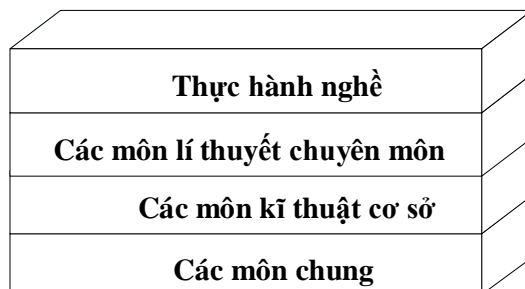 Thực hành nghề
Các môn lí thuyết chuyên môn
Các môn kĩ thuật cơ sở
Các môn chung